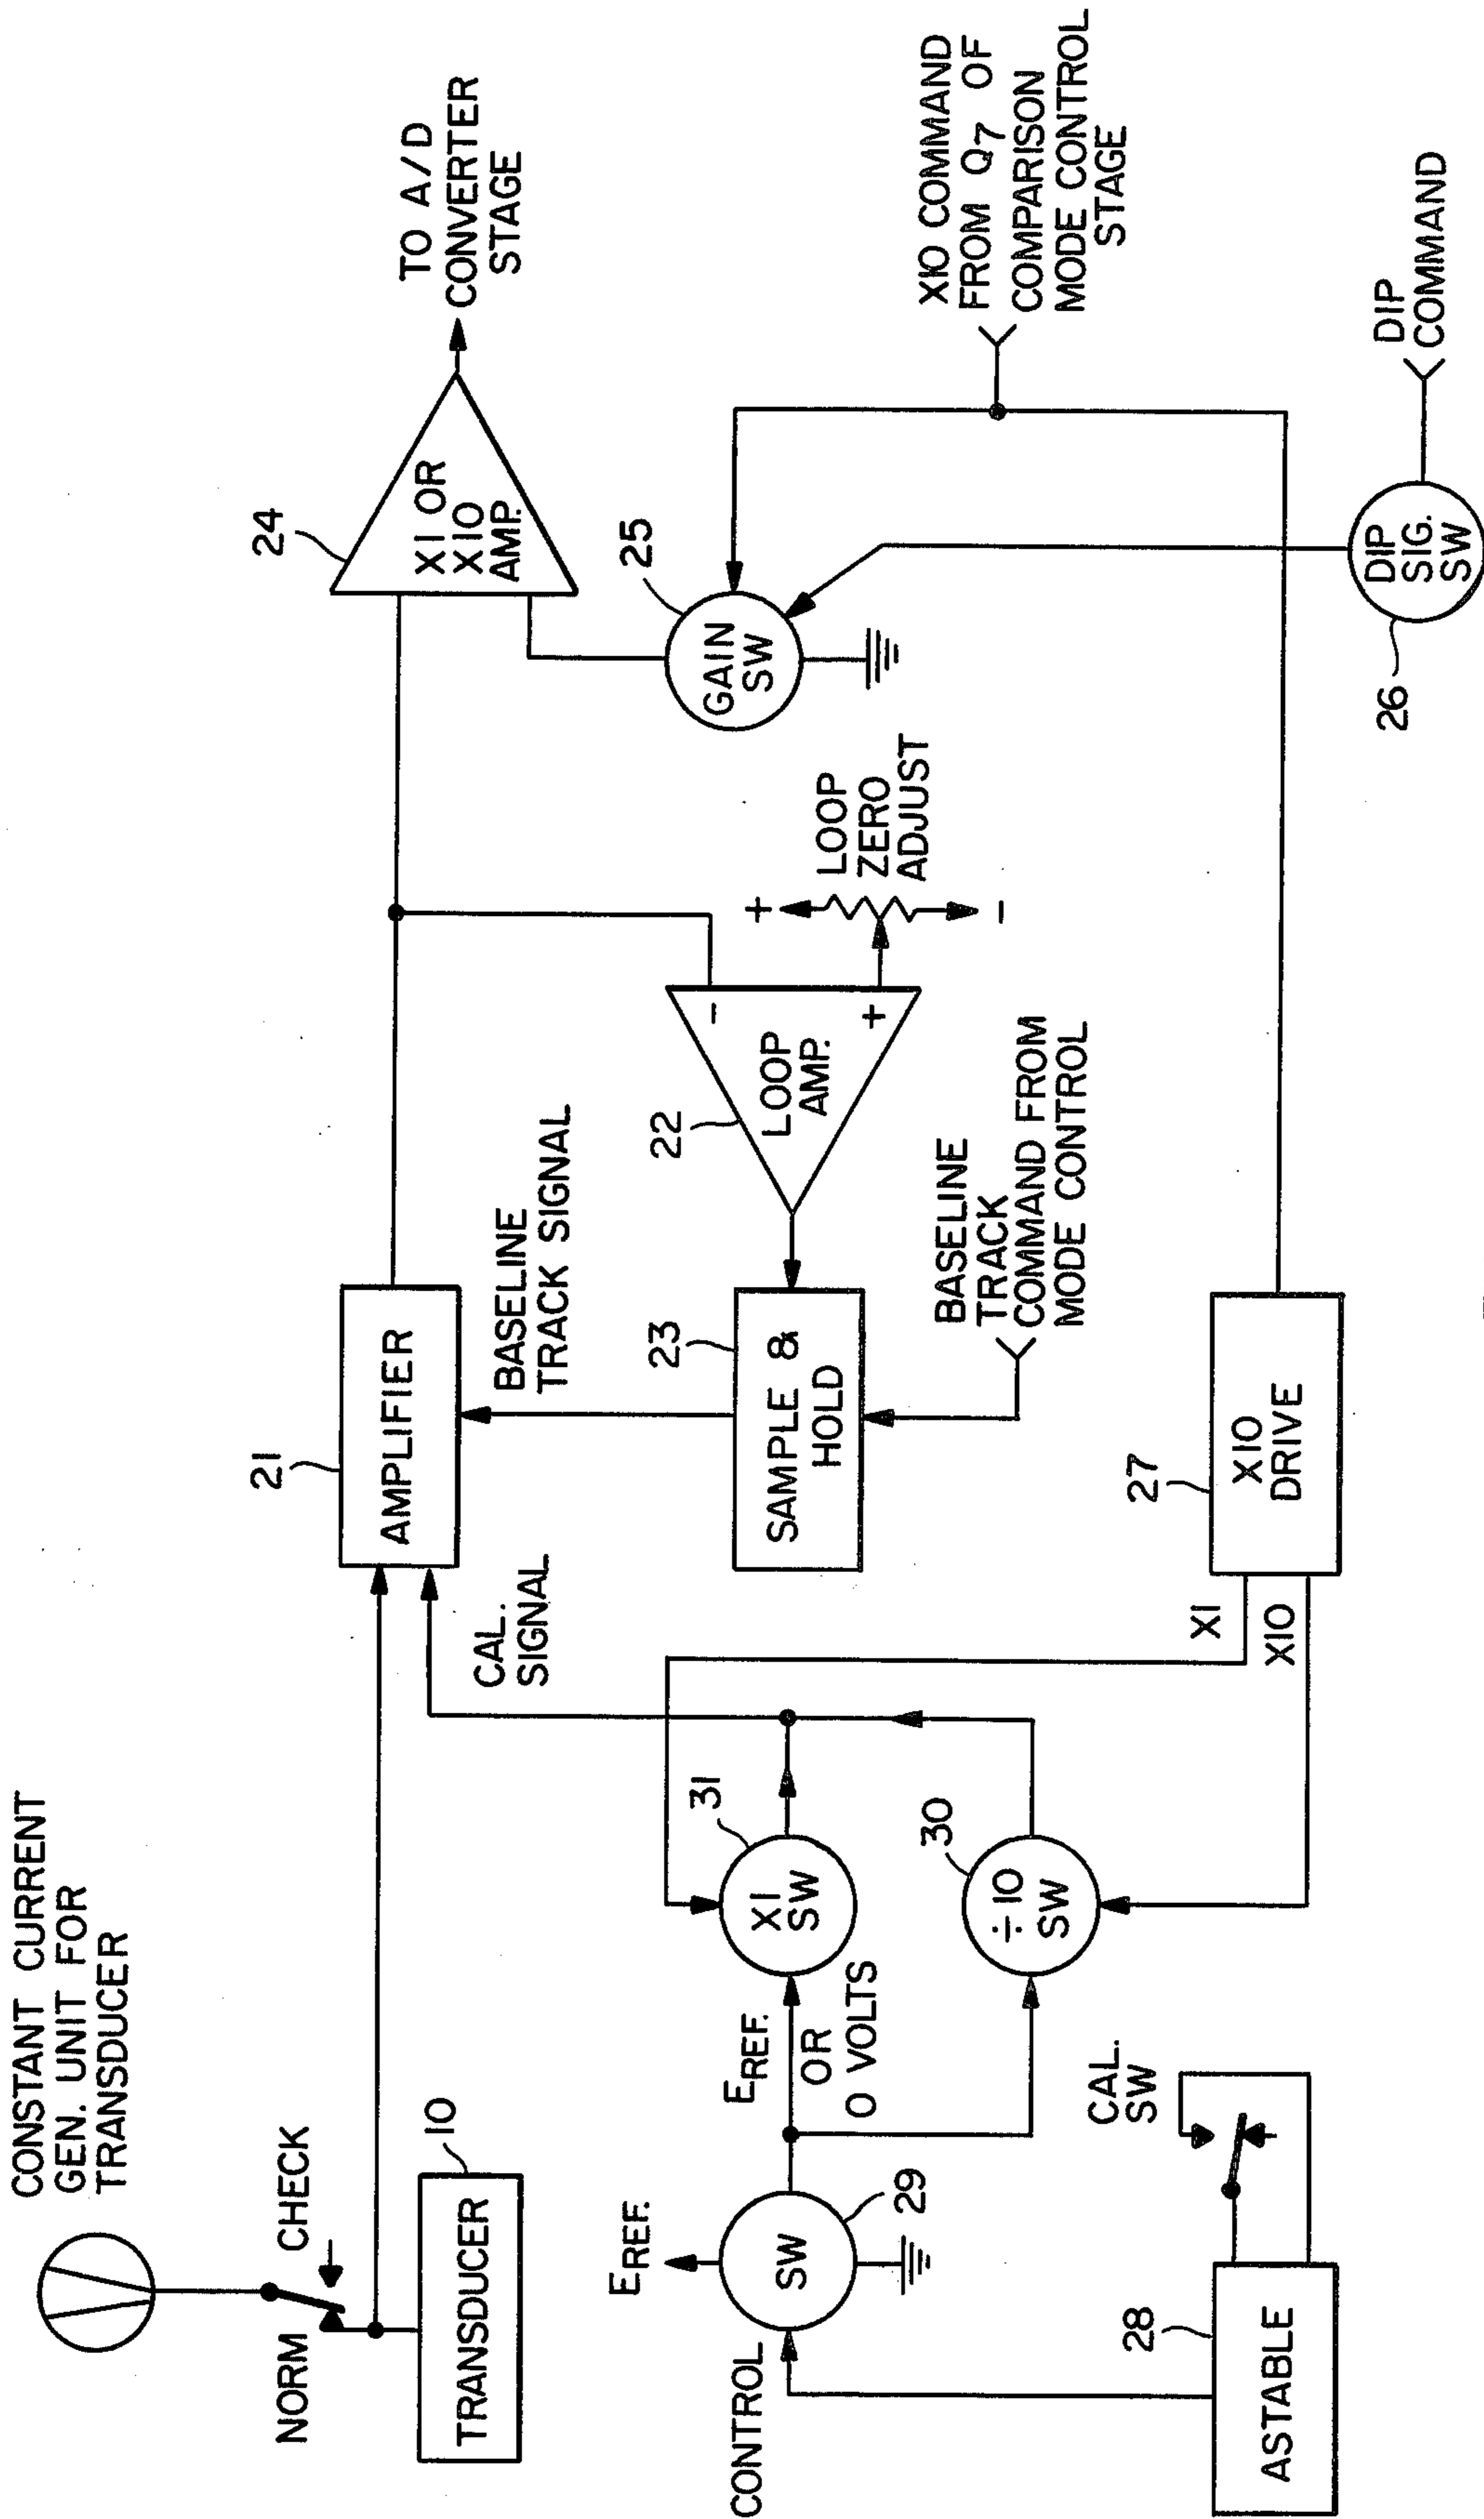 CONSTANT CURRENT
GEN. UNIT FOR
TRANSDUCER
NORM
CHECK
10
TRANSDUCER
21
AMPLIFIER
CAL.
SIGNAL
BASELINE
TRACK SIGNAL
24
X1 OR
X10
AMP.
TO A/D
CONVERTER
STAGE
CONTROL
EREF.
SW
29
EREF.
OR
0 VOLTS
X1
SW
31
÷10
SW
30
23
SAMPLE &
HOLD
22
LOOP
AMP.
-
+
+
-
LOOP
ZERO
ADJUST
25
GAIN
SW
BASELINE
TRACK
COMMAND FROM
MODE CONTROL
X10 COMMAND
FROM Q7 OF
COMPARISON
MODE CONTROL
STAGE
28
ASTABLE
CAL.
SW
X1
X10
27
X10
DRIVE
26
DIP
SIG.
SW
DIP
COMMAND